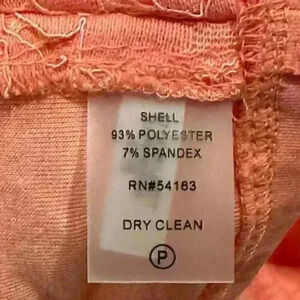 SHELL
93% POLYESTER
7% SPANDEX
RN#54163
DRY CLEAN
P